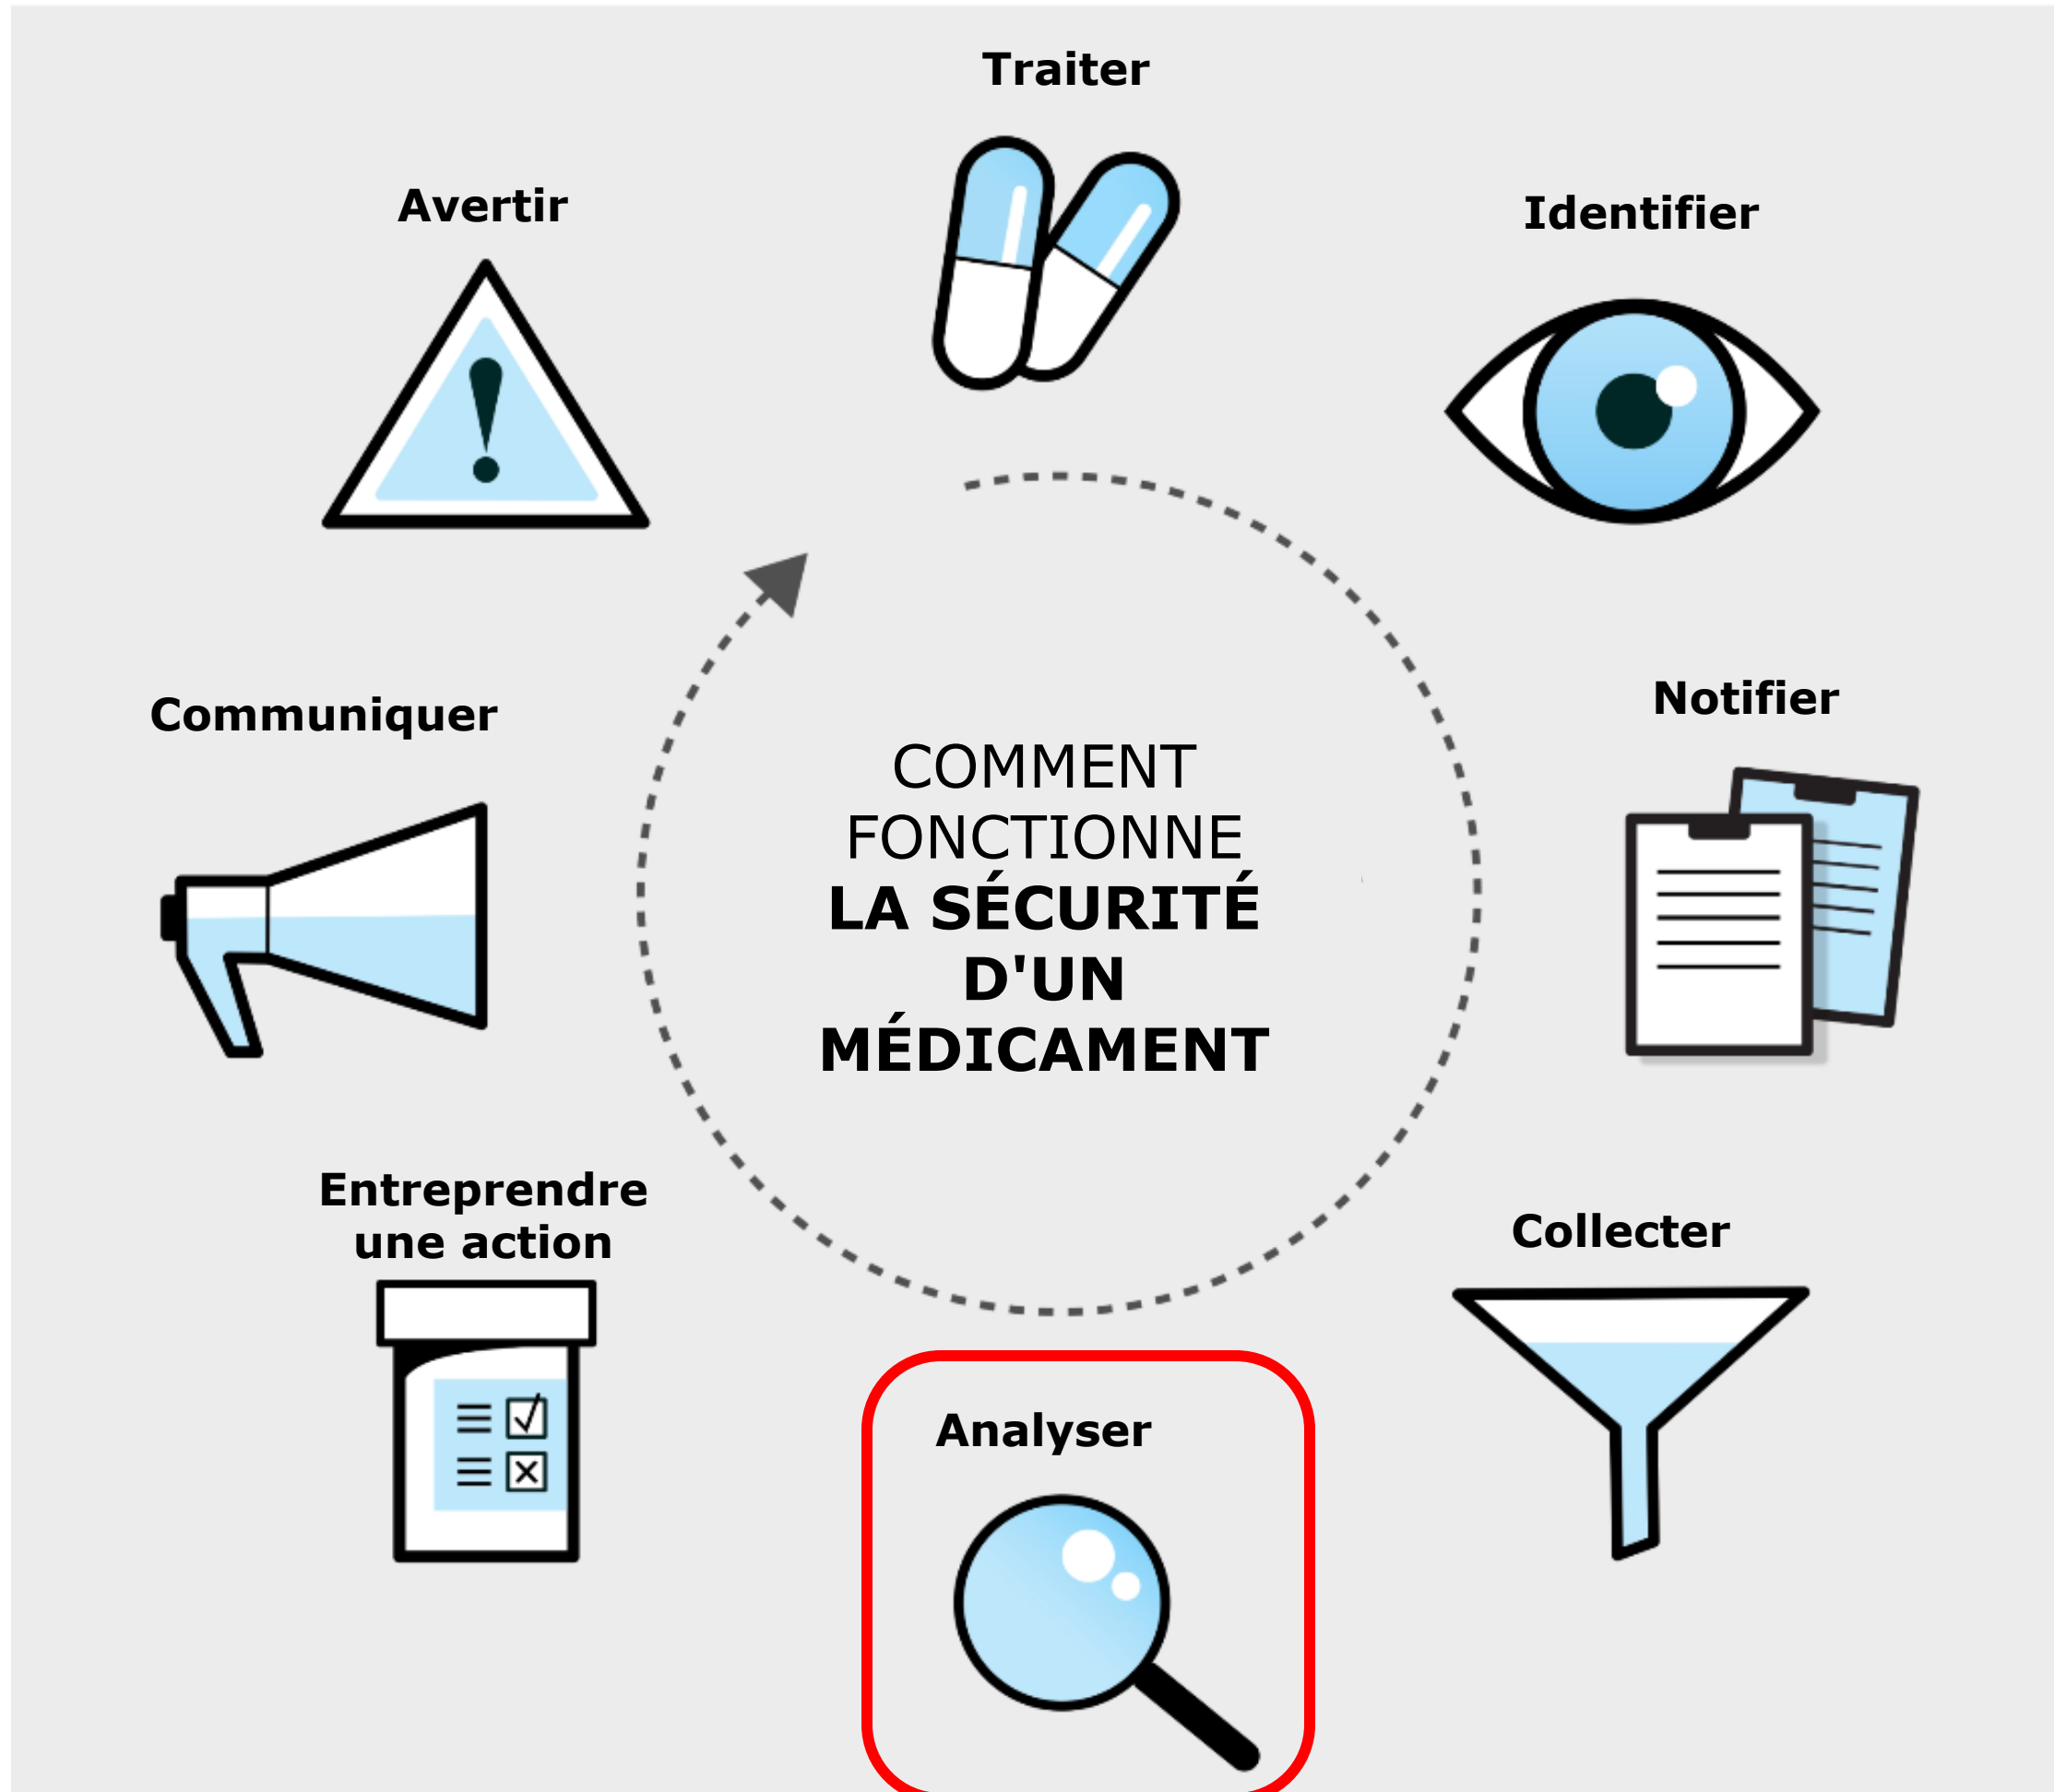 Traiter
Avertir
Identifier
Communiquer
Notifier
COMMENT
FONCTIONNE
LA SÉCURITÉ
D'UN
MÉDICAMENT
Entreprendre
une action
Collecter
Analyser